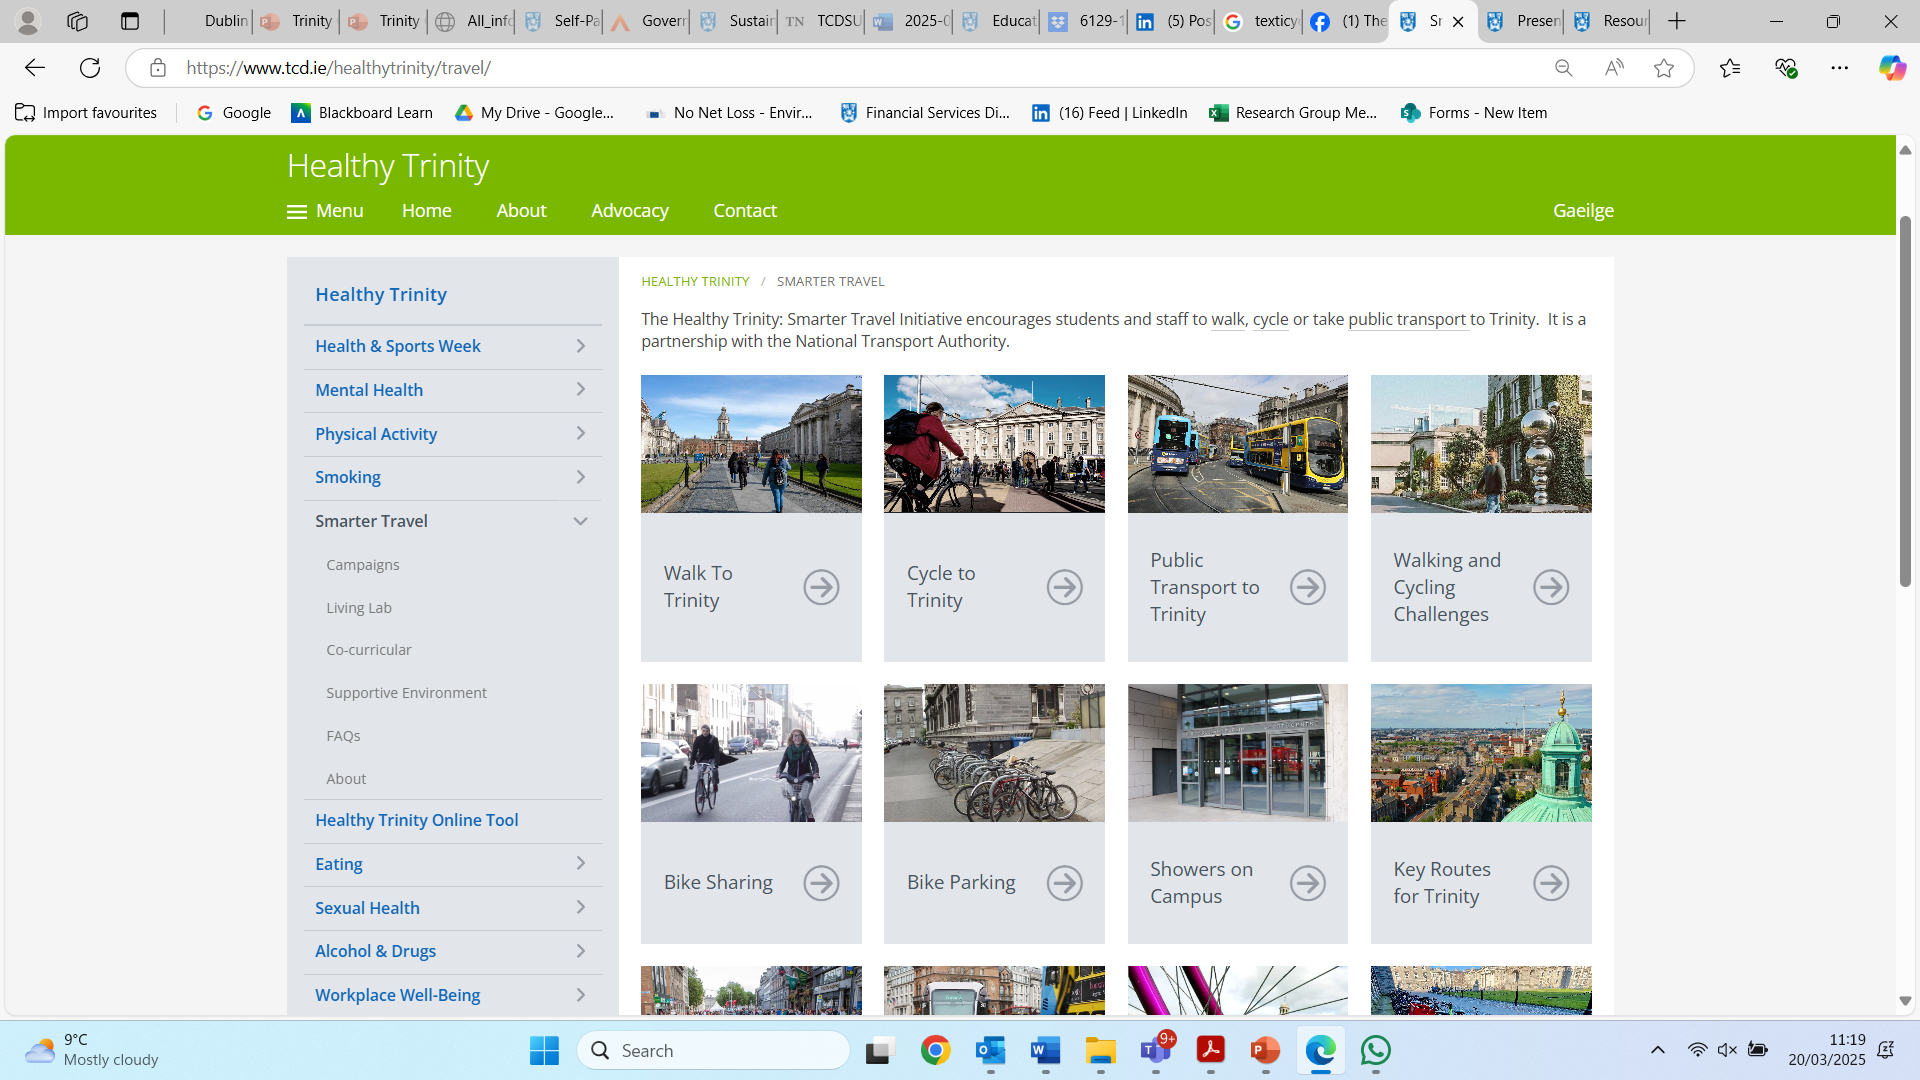 Dublin
Trinity
Trinity
All_info
Self-Pa
Govern
Sustain
TCDSU
2025-0
Educat
6129-1
(5) Pos
texticyc
(1) The
Sr
Presen
Resour
https://www.tcd.ie/healthytrinity/travel/
Import favourites
Google
Blackboard Learn
My Drive - Google...
No Net Loss - Envir...
Financial Services Di...
(16) Feed | LinkedIn
Research Group Me...
Forms - New Item
Healthy Trinity
Menu
Home
About
Advocacy
Contact
Gaeilge
Healthy Trinity
Health & Sports Week
Mental Health
Physical Activity
Smoking
Smarter Travel
Campaigns
Living Lab
Co-curricular
Supportive Environment
FAQs
About
Healthy Trinity Online Tool
Eating
Sexual Health
Alcohol & Drugs
Workplace Well-Being
HEALTHY TRINITY / SMARTER TRAVEL
The Healthy Trinity: Smarter Travel Initiative encourages students and staff to walk, cycle or take public transport to Trinity. It is a
partnership with the National Transport Authority.
Walk To
Trinity
Cycle to
Trinity
Public
Transport to
Trinity
Walking and
Cycling
Challenges
Bike Sharing
Bike Parking
Showers on
Campus
Key Routes
for Trinity
9°C
Mostly cloudy
Search
9+
11:19
20/03/2025